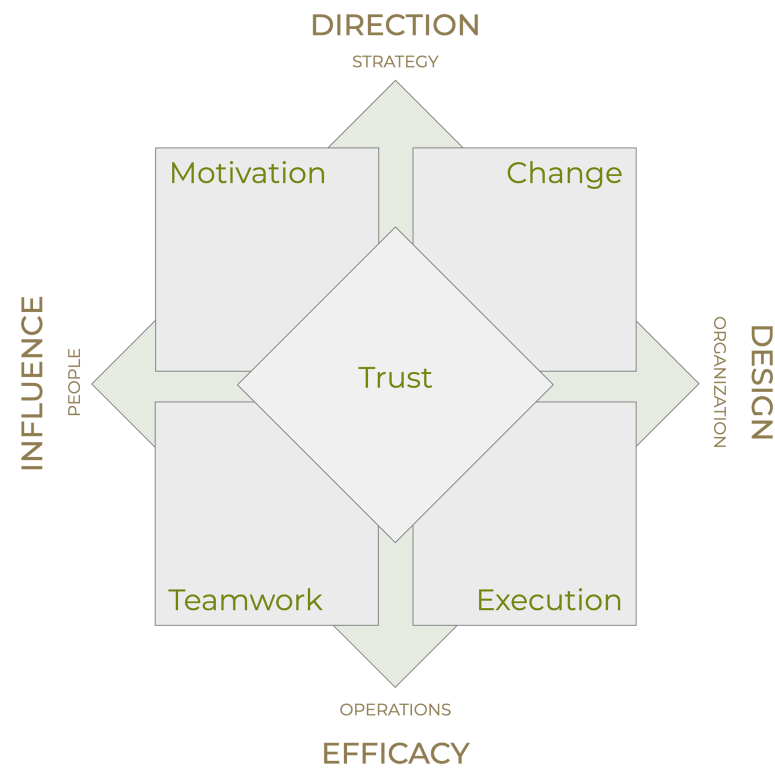 DIRECTION
STRATEGY
Motivation
Change
INFLUENCE
PEOPLE
Trust
ORGANIZATION
DESIGN
Teamwork
Execution
OPERATIONS
EFFICACY